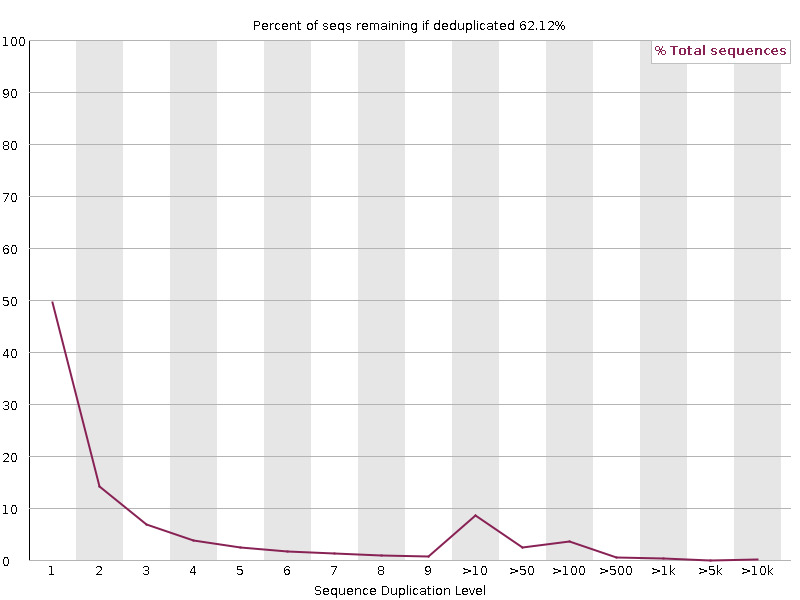 Percent of seqs remaining if deduplicated 62.12%
% Total sequences
100
90
80
70
60
50
40
30
20
10
0
1 2 3 4 5 6 7 8 9 >10 >50 >100 >500 >1k >5k >10k
Sequence Duplication Level